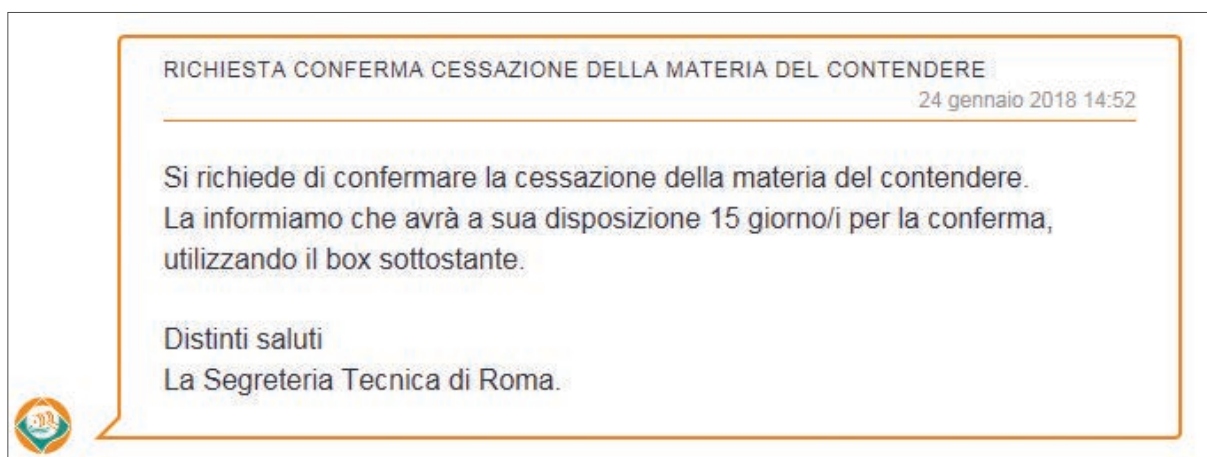 RICHIESTA CONFERMA CESSAZIONE DELLA MATERIA DEL CONTENDERE
24 gennaio 2018 14:52
Si richiede di confermare la cessazione della materia del contendere.
La informiamo che avrà a sua disposizione 15 giorno/i per la conferma,
utilizzando il box sottostante.
Distinti saluti
La Segreteria Tecnica di Roma.